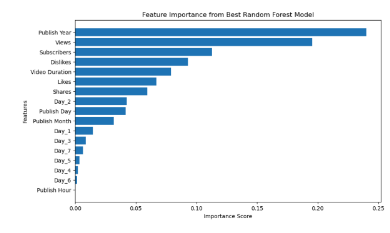 Feature Importance from Best Random Forest Model
Publish Year
Views
Subscribers
Dislikes
Video Duration
Likes
Shares
Day_2
Publish Day
Publish Month
Day_1
Day_3
Day_7
Day_5
Day_4
Day_6
Publish Hour
Features
0.00 0.05 0.10 0.15 0.20 0.25
Importance Score